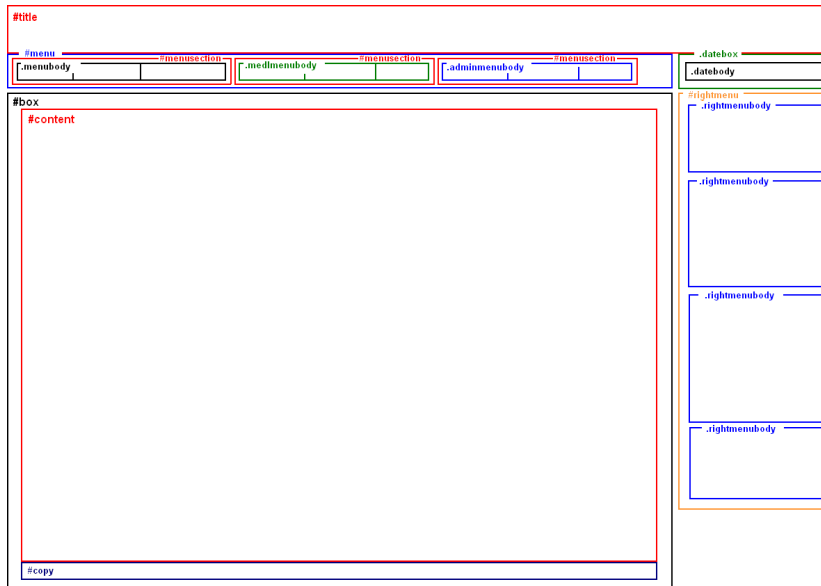 #title
#menu
.datebox
#menusection
#menusection
#menusection
.menubody
.medlmenubody
.adminmenubody
.datebody
#box
#rightmenu
.rightmenubody
#content
.rightmenubody
.rightmenubody
.rightmenubody
#copy